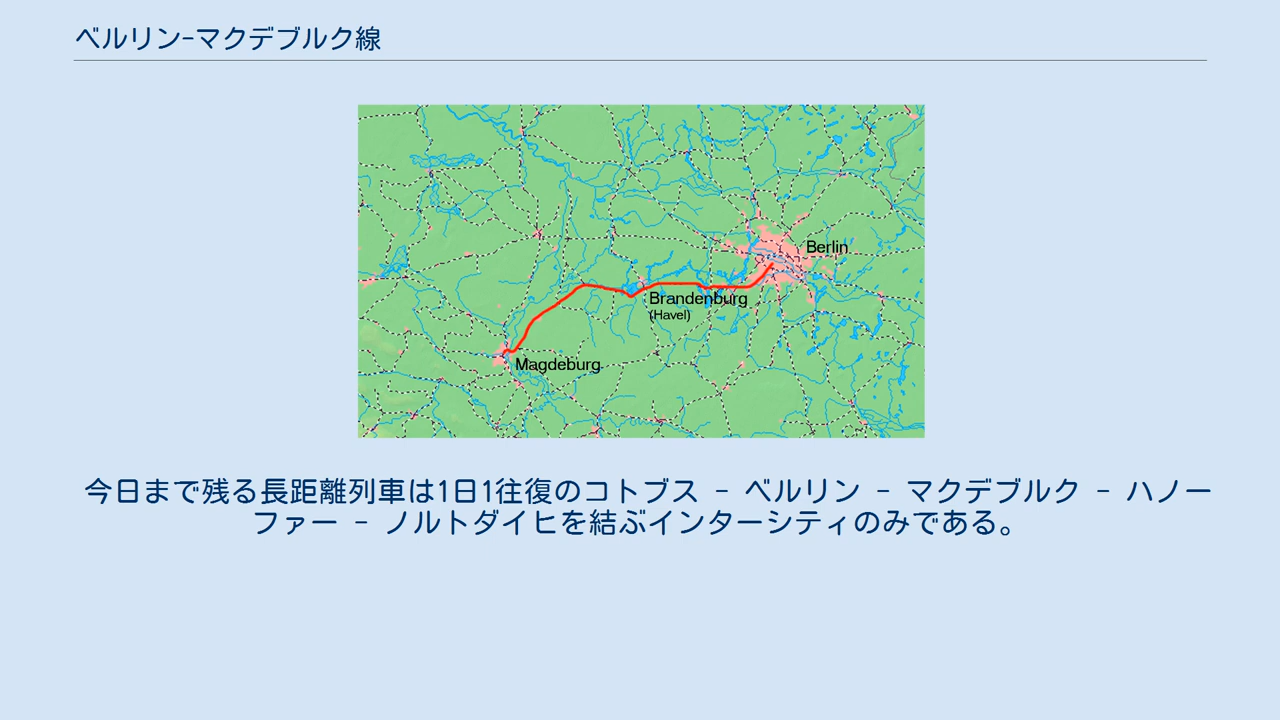 ベルリン-マクデブルク線
Berlin
Brandenburg
(Havel)
Magdeburg
今日まで残る長距離列車は1日1往復のコトブス - ベルリン - マクデブルク - ハノー
ファー - ノルトダイヒを結ぶインターシティのみである。